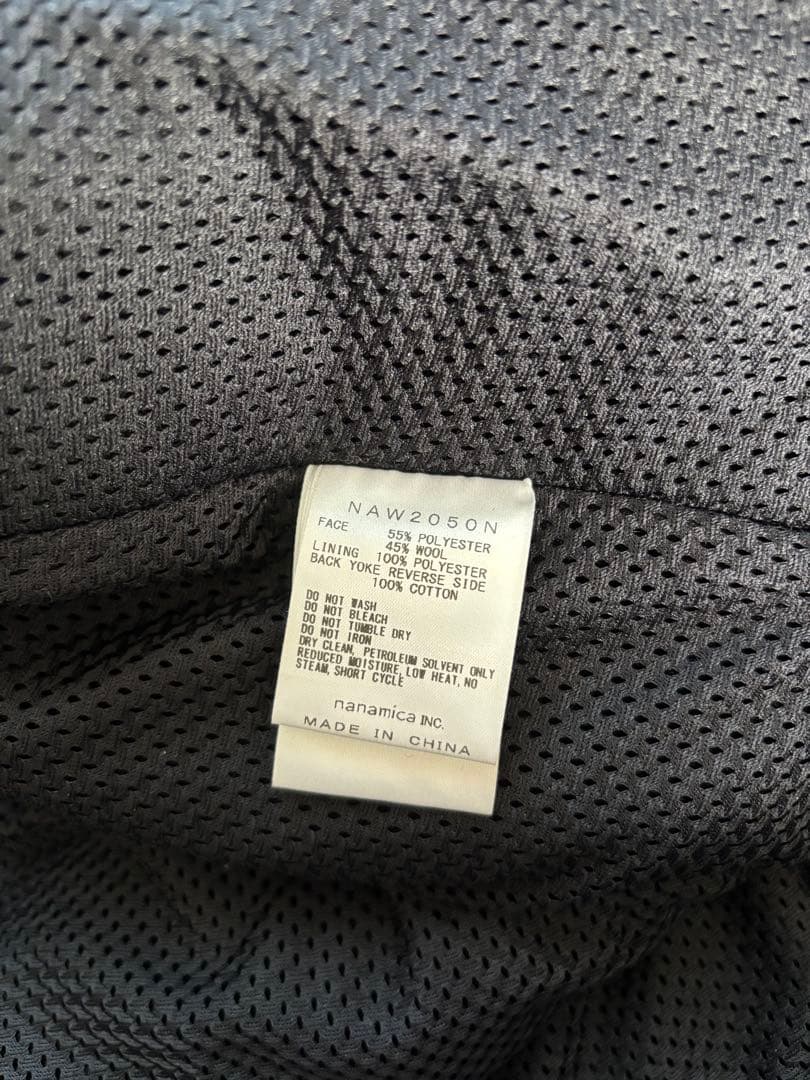 NAW2050N
FACE 55% POLYESTER
45% WOOL
LINING 100% POLYESTER
BACK YOKE REVERSE SIDE
100% COTTON
DO NOT WASH
DO NOT BLEACH
DO NOT TUMBLE DRY
DO NOT IRON
DRY CLEAN, PETROLEUM SOLVENT ONLY
REDUCED MOISTURE, LOW HEAT, NO
STEAM, SHORT CYCLE
nanamica INC.
MADE IN CHINA